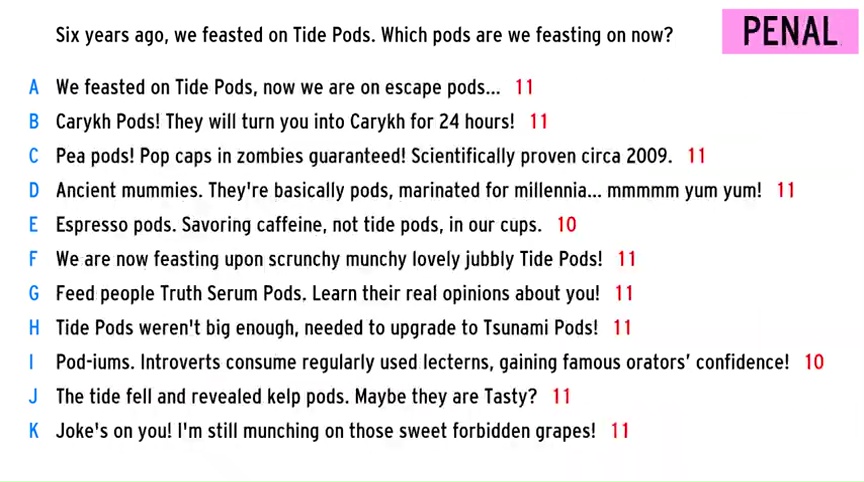 Six years ago, we feasted on Tide Pods. Which pods are we feasting on now?
PENAL
A We feasted on Tide Pods, now we are on escape pods... 11
B Carykh Pods! They will turn you into Carykh for 24 hours! 11
C Pea pods! Pop caps in zombies guaranteed! Scientifically proven circa 2009. 11
D Ancient mummies. They're basically pods, marinated for millennia... mmmmm yum yum! 11
E Espresso pods. Savoring caffeine, not tide pods, in our cups. 10
F We are now feasting upon scrunchy munchy lovely jubbly Tide Pods! 11
G Feed people Truth Serum Pods. Learn their real opinions about you! 11
H Tide Pods weren't big enough, needed to upgrade to Tsunami Pods! 11
I Pod-iums. Introverts consume regularly used lecterns, gaining famous orators’ confidence! 10
J The tide fell and revealed kelp pods. Maybe they are Tasty? 11
K Joke's on you! I'm still munching on those sweet forbidden grapes! 11